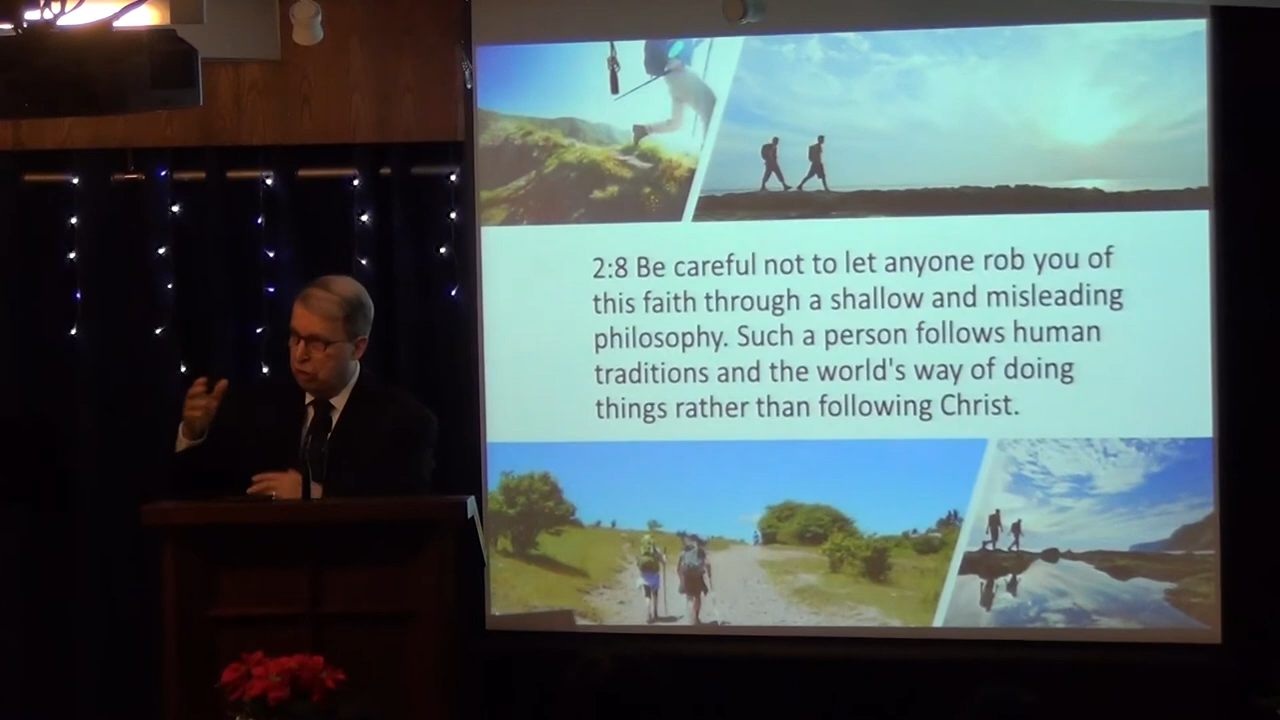 2:8 Be careful not to let anyone rob you of
this faith through a shallow and misleading
philosophy. Such a person follows human
traditions and the world's way of doing
things rather than following Christ.